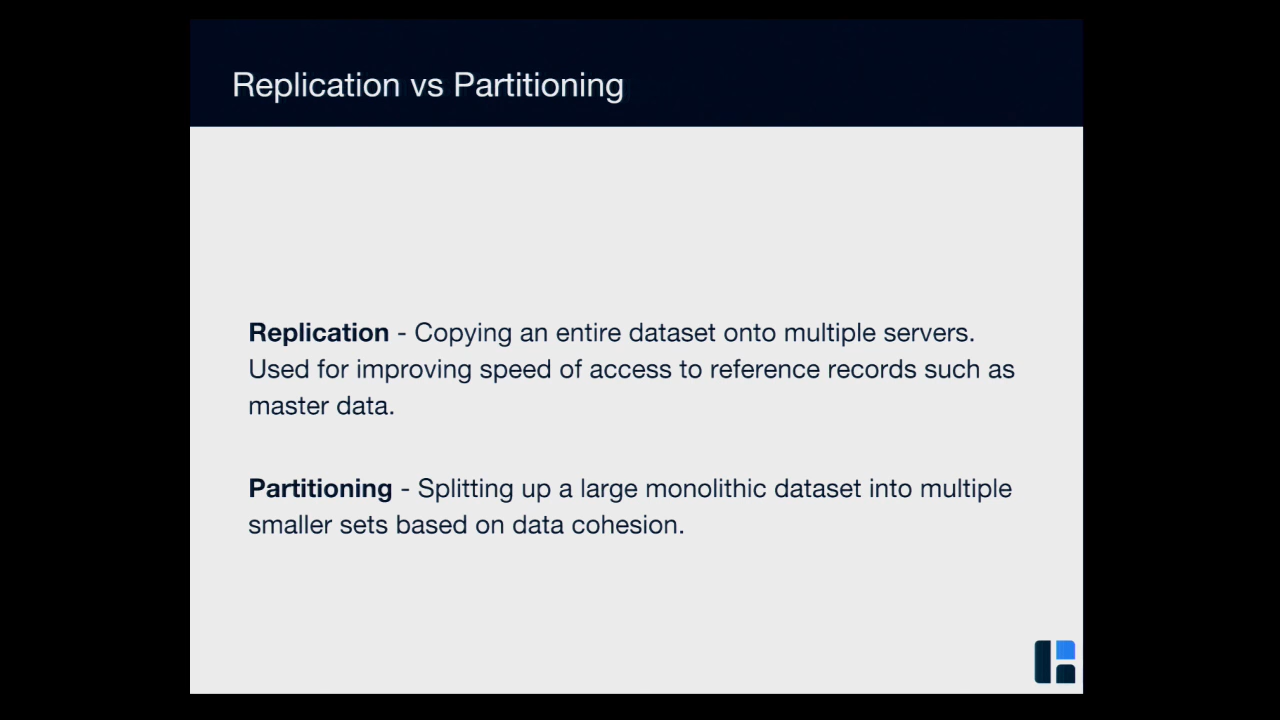 Replication vs Partitioning
Replication - Copying an entire dataset onto multiple servers.
Used for improving speed of access to reference records such as
master data.
Partitioning - Splitting up a large monolithic dataset into multiple
smaller sets based on data cohesion.